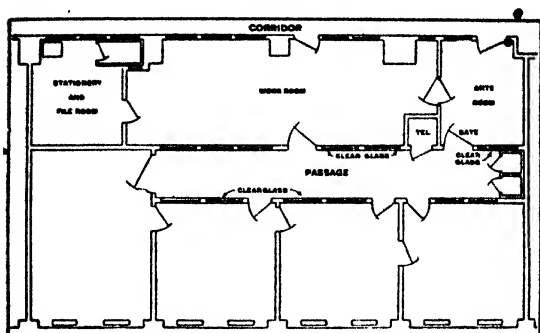 CORRIDOR
STATIONERY
AND
FILE ROOM
WORK ROOM
ANTE
ROOM
TEL
GATE
CLEAR GLASS
CLEAR
GLASS
PASSAGE
CLEAR GLASS